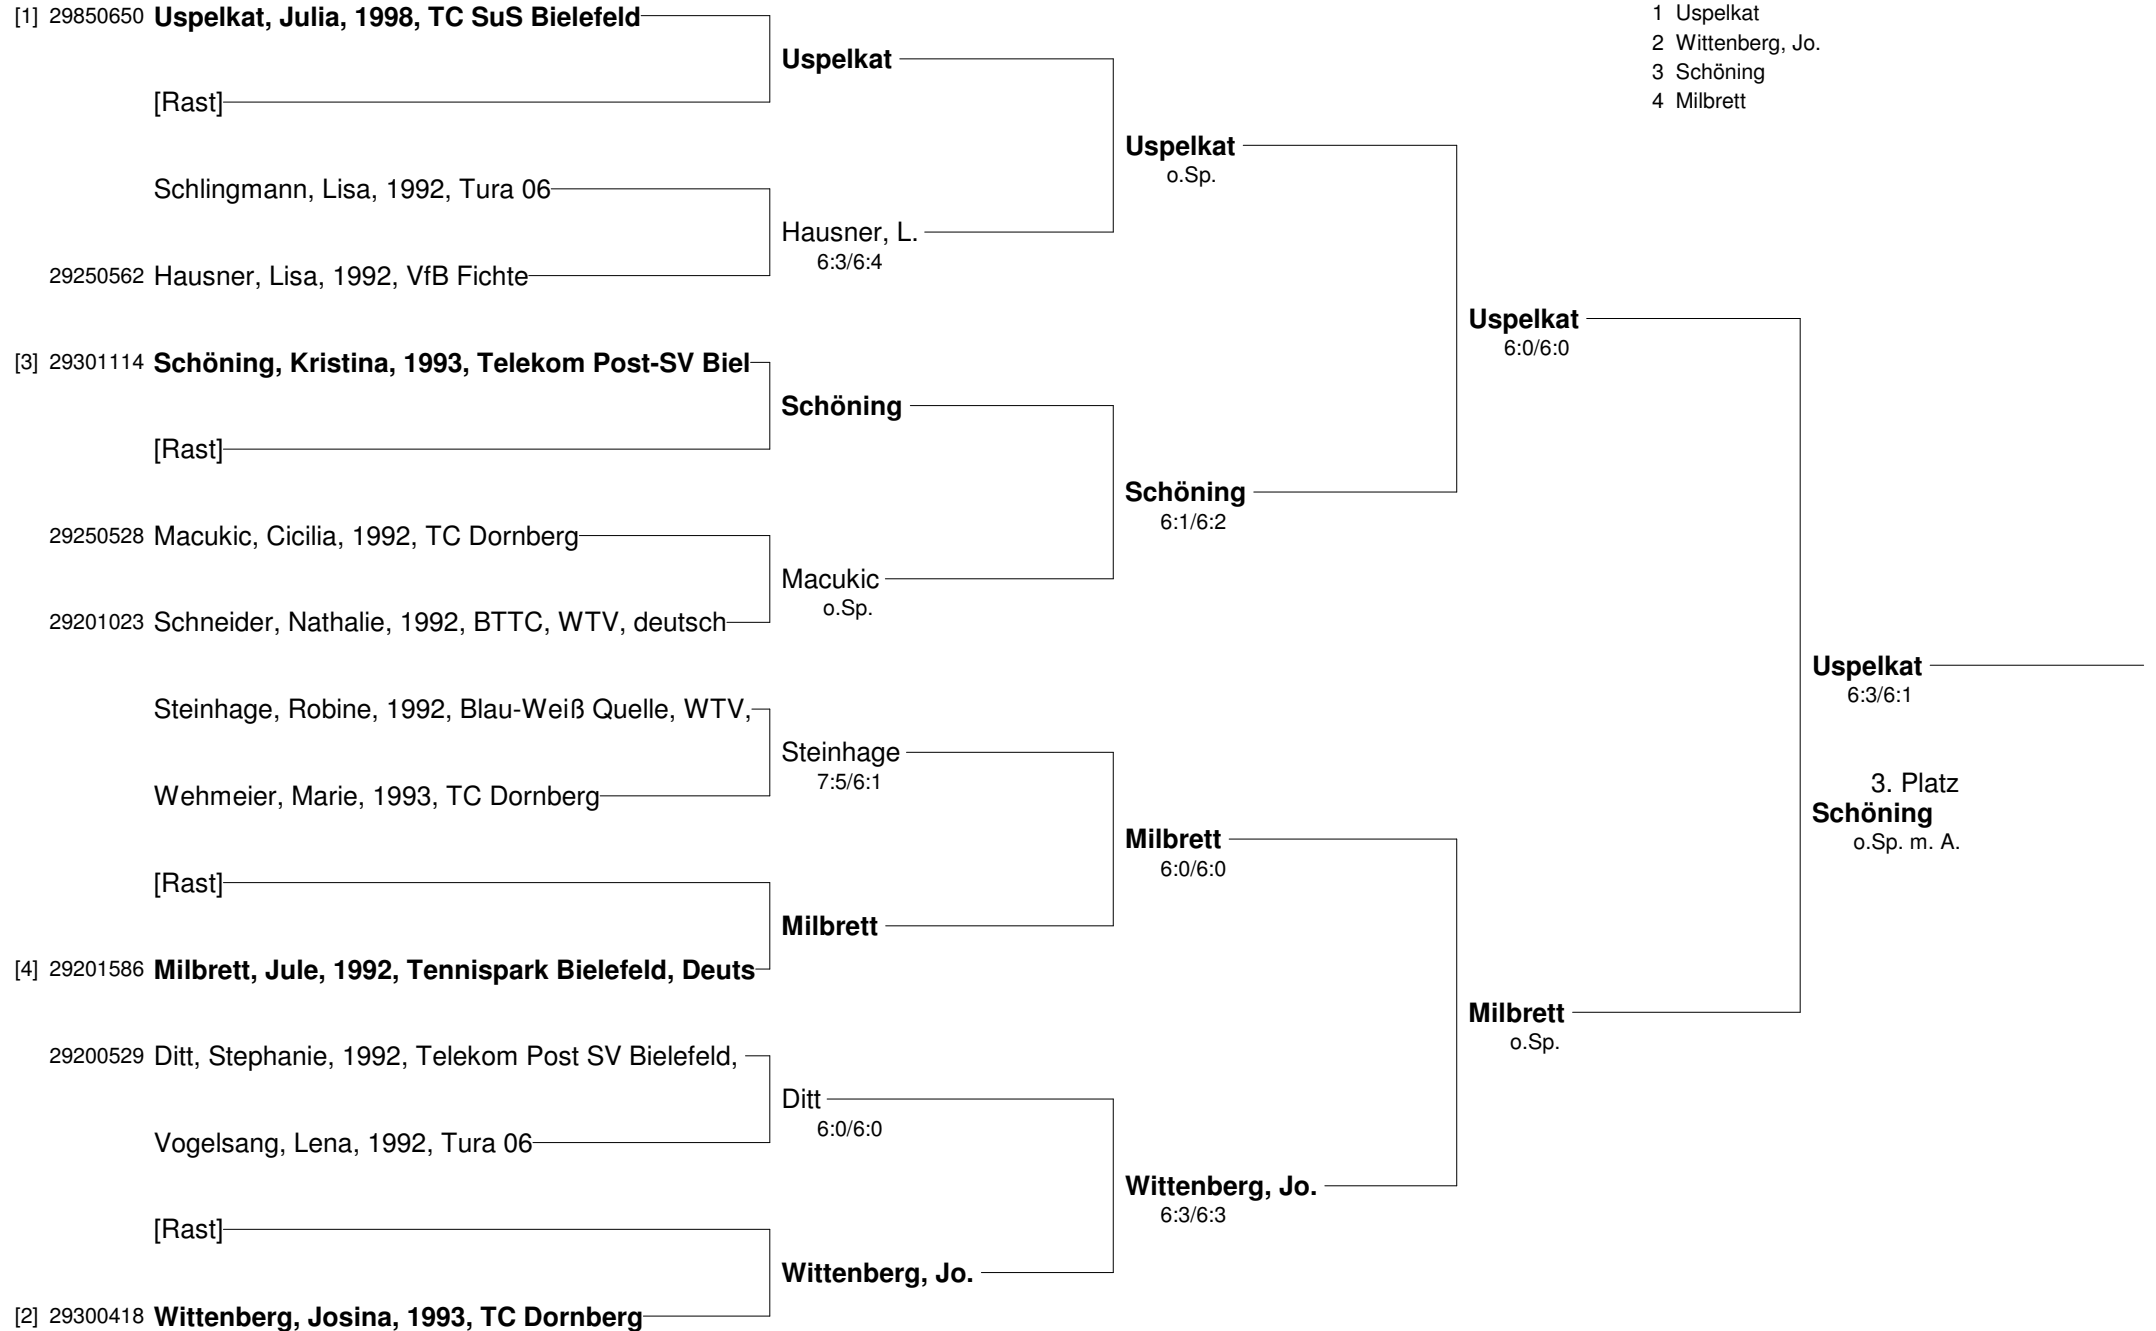 [1] 29850650 Uspelkat, Julia, 1998, TC SuS Bielefeld
[Rast]
Schlingmann, Lisa, 1992, Tura 06
29250562 Hausner, Lisa, 1992, VfB Fichte
[3] 29301114 Schöning, Kristina, 1993, Telekom Post-SV Biel
[Rast]
29250528 Macukic, Cicilia, 1992, TC Dornberg
29201023 Schneider, Nathalie, 1992, BTTC, WTV, deutsch
Steinhage, Robine, 1992, Blau-Weiß Quelle, WTV,
Wehmeier, Marie, 1993, TC Dornberg
[Rast]
[4] 29201586 Milbrett, Jule, 1992, Tennispark Bielefeld, Deuts
29200529 Ditt, Stephanie, 1992, Telekom Post SV Bielefeld,
Vogelsang, Lena, 1992, Tura 06
[Rast]
[2] 29300418 Wittenberg, Josina, 1993, TC Dornberg
Uspelkat
Hausner, L.
6:3/6:4
Schöning
Macukic
o.Sp.
Steinhage
7:5/6:1
Milbrett
Ditt
6:0/6:0
Wittenberg, Jo.
Uspelkat
o.Sp.
Schöning
6:1/6:2
Milbrett
6:0/6:0
Wittenberg, Jo.
6:3/6:3
Uspelkat
6:0/6:0
Milbrett
o.Sp.
Uspelkat
6:3/6:1
3. Platz
Schöning
o.Sp. m. A.
1 Uspelkat
2 Wittenberg, Jo.
3 Schöning
4 Milbrett